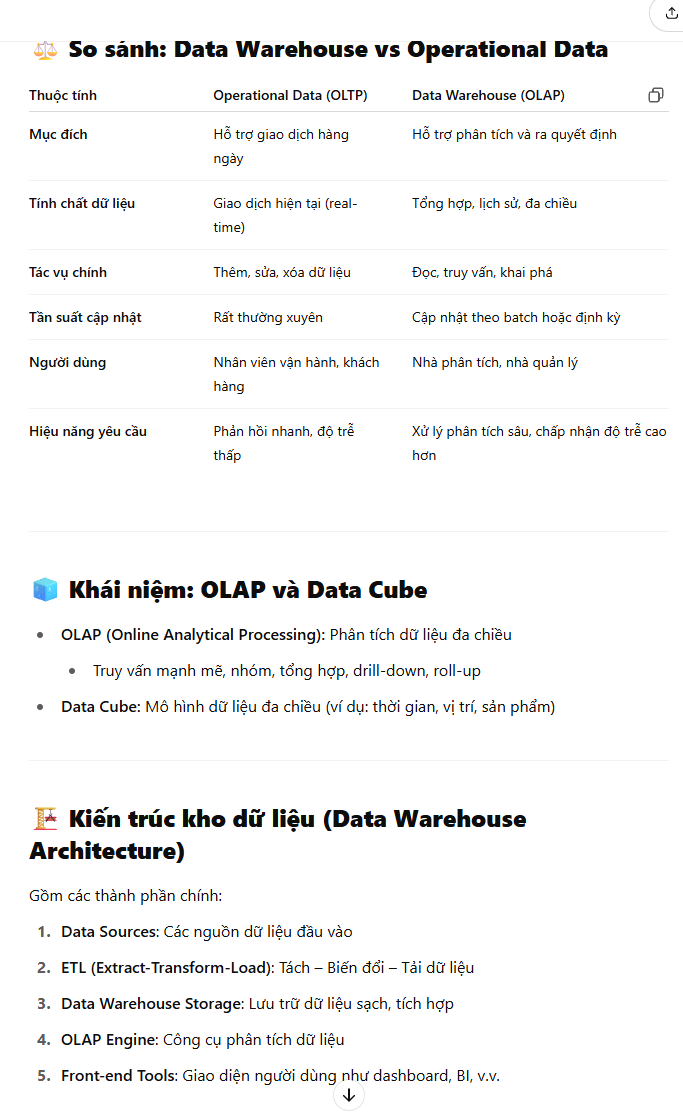 ⚖️ So sánh: Data Warehouse vs Operational Data
Thuộc tính Operational Data (OLTP) Data Warehouse (OLAP)
Mục đích Hỗ trợ giao dịch hàng ngày Hỗ trợ phân tích và ra quyết định
Tính chất dữ liệu Giao dịch hiện tại (real-time) Tổng hợp, lịch sử, đa chiều
Tác vụ chính Thêm, sửa, xóa dữ liệu Đọc, truy vấn, khai phá
Tần suất cập nhật Rất thường xuyên Cập nhật theo batch hoặc định kỳ
Người dùng Nhân viên vận hành, khách hàng Nhà phân tích, nhà quản lý
Hiệu năng yêu cầu Phản hồi nhanh, độ trễ thấp Xử lý phân tích sâu, chấp nhận độ trễ cao hơn
🧊 Khái niệm: OLAP và Data Cube
• OLAP (Online Analytical Processing): Phân tích dữ liệu đa chiều
• Truy vấn mạnh mẽ, nhóm, tổng hợp, drill-down, roll-up
• Data Cube: Mô hình dữ liệu đa chiều (ví dụ: thời gian, vị trí, sản phẩm)
🏗️ Kiến trúc kho dữ liệu (Data Warehouse
Architecture)
Gồm các thành phần chính:
1. Data Sources: Các nguồn dữ liệu đầu vào
2. ETL (Extract-Transform-Load): Tách – Biến đổi – Tải dữ liệu
3. Data Warehouse Storage: Lưu trữ dữ liệu sạch, tích hợp
4. OLAP Engine: Công cụ phân tích dữ liệu
5. Front-end Tools: Giao diện người dùng như dashboard, BI, v.v.